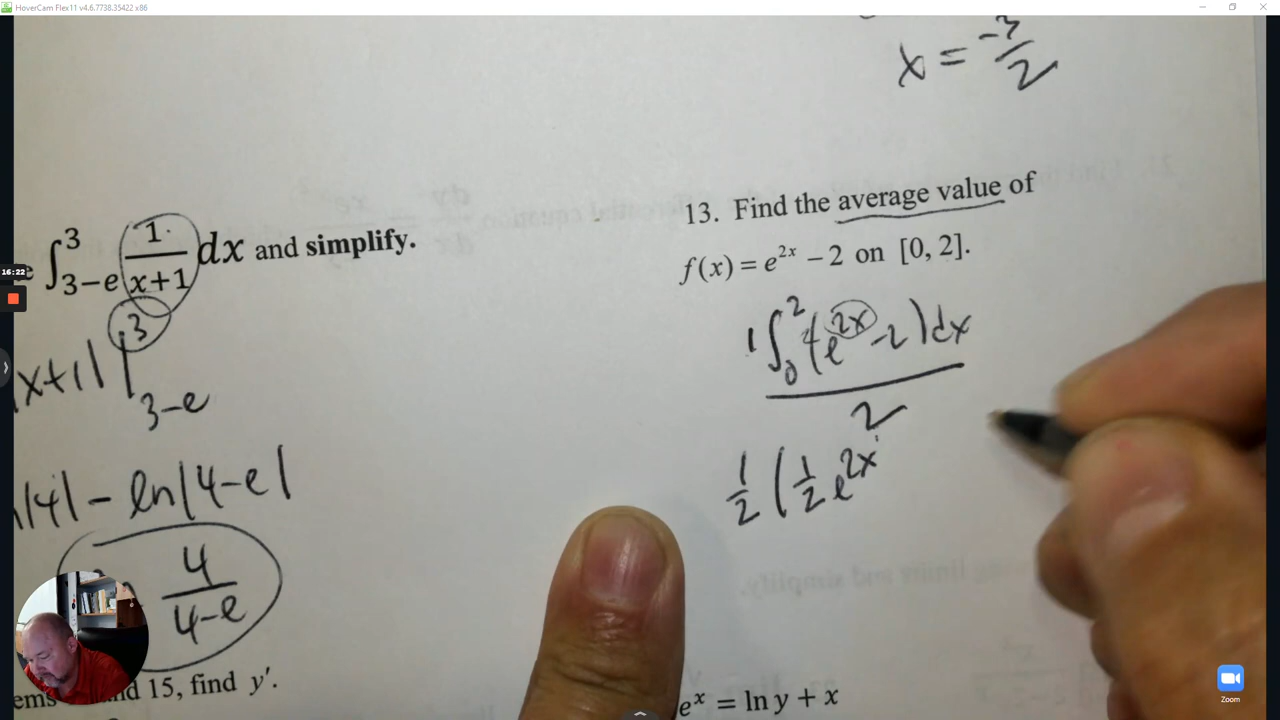 HoverCam Flex11 v4.6.7738.35422 x86
x = -3/2
e ∫_{3-e}^{3} 1/(x+1) dx and simplify.
x+1| |_{3-e}^{3}
|4| - ln|4-e|
4/(4-e)
ems
nd 15, find y′.
13. Find the average value of
f(x) = e^{2x} - 2 on [0, 2].
1 ∫_0^2 (e^{2x} - 2) dx
2
1/2 ( 1/2 e^{2x}
e^x = ln y + x
16:22
Zoom